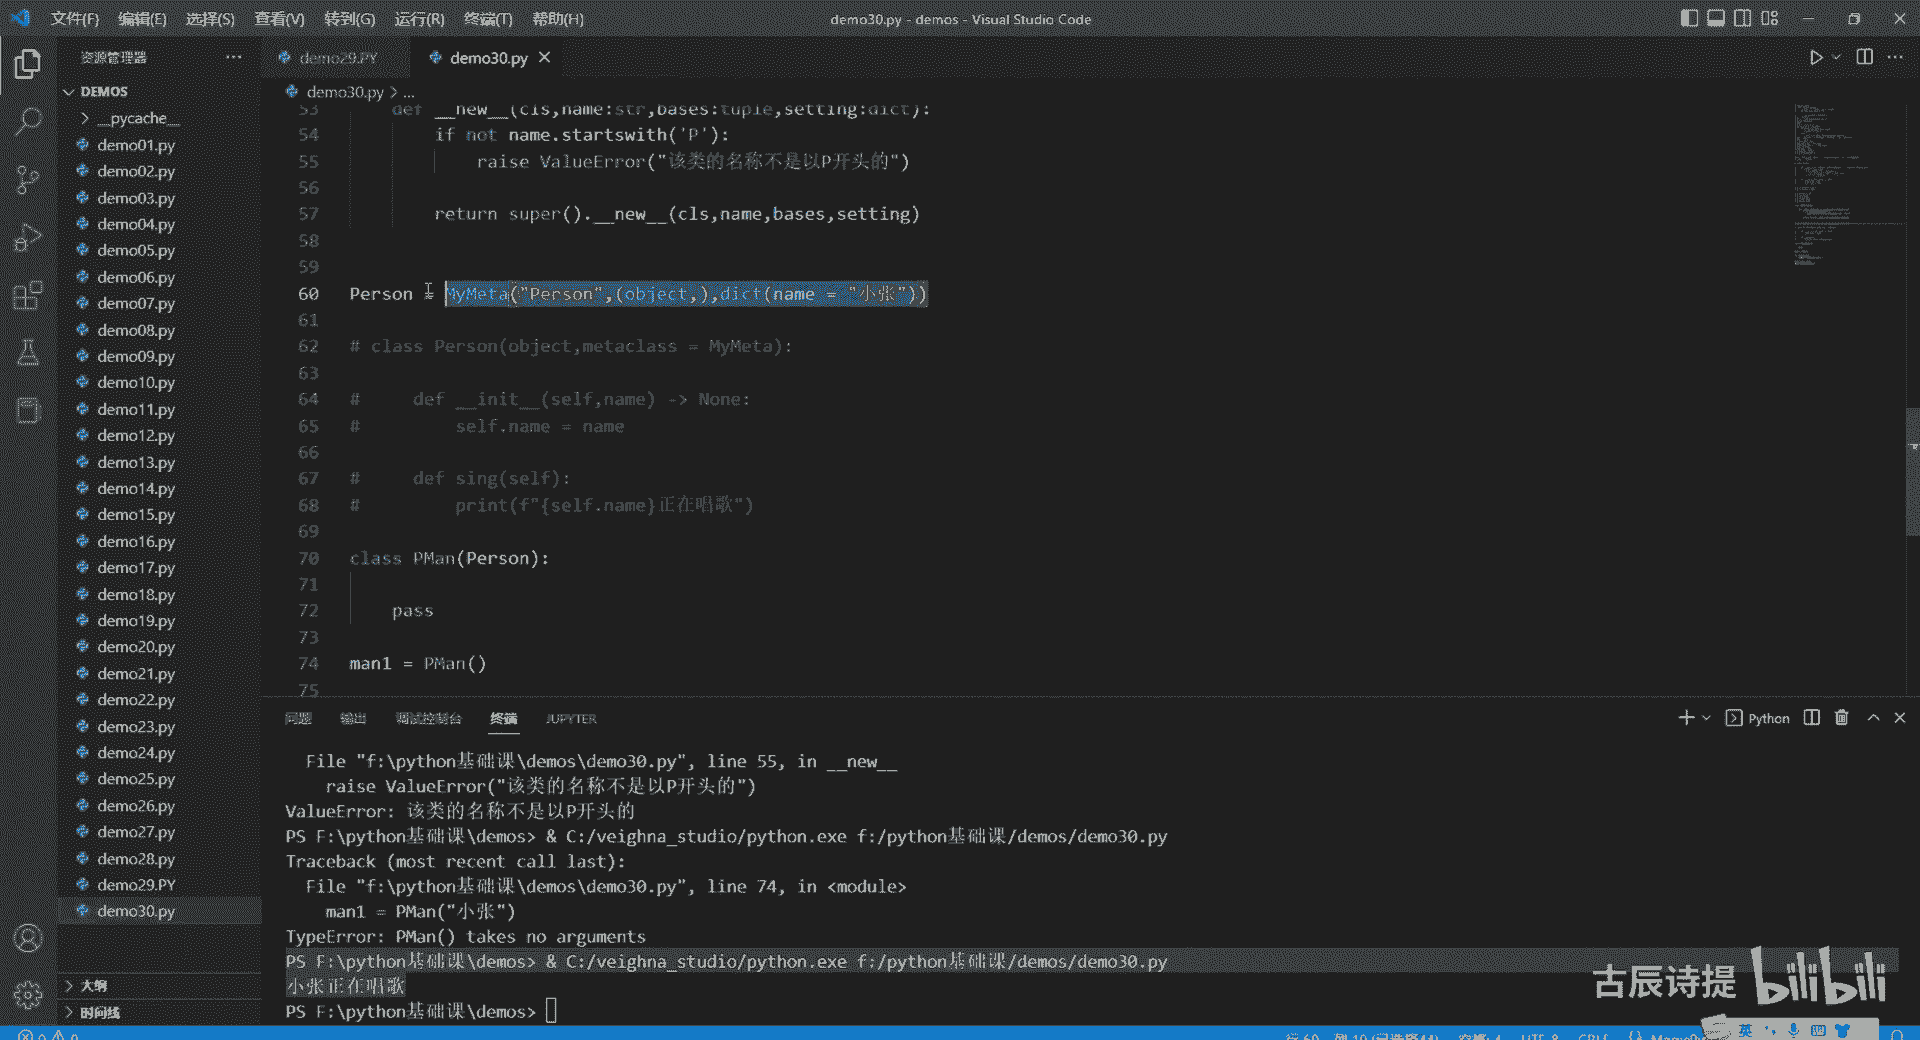 文件(F) 编辑(E) 选择(S) 查看(V) 转到(G) 运行(R) 终端(T) 帮助(H) demo30.py - demos - Visual Studio Code
资源管理器 ··· demo29.PY demo30.py
DEMOS
demo30.py > ...
__pycache__
demo01.py
demo02.py
demo03.py
demo04.py
demo05.py
demo06.py
demo07.py
demo08.py
demo09.py
demo10.py
demo11.py
demo12.py
demo13.py
demo14.py
demo15.py
demo16.py
demo17.py
demo18.py
demo19.py
demo20.py
demo21.py
demo22.py
demo23.py
demo24.py
demo25.py
demo26.py
demo27.py
demo28.py
demo29.PY
demo30.py
大纲
时间线
53 def __new__(cls,name:str,bases:tuple,setting:dict):
54 if not name.startswith('P'):
55 raise ValueError("该类的名称不是以P开头的")
56
57 return super().__new__(cls,name,bases,setting)
58
59
60 Person = MyMeta("Person",(object,),dict(name = "小张"))
61
62 # class Person(object,metaclass = MyMeta):
63
64 # def __init__(self,name) -> None:
65 # self.name = name
66
67 # def sing(self):
68 # print(f"{self.name}正在唱歌")
69
70 class PMan(Person):
71
72 pass
73
74 man1 = PMan()
75
问题 输出 调试控制台 终端 JUPYTER Python
File "f:\python基础课\demos\demo30.py", line 55, in __new__
raise ValueError("该类的名称不是以P开头的")
ValueError: 该类的名称不是以P开头的
PS F:\python基础课\demos> & C:/veighna_studio/python.exe f:/python基础课/demos/demo30.py
Traceback (most recent call last):
File "f:\python基础课\demos\demo30.py", line 74, in <module>
man1 = PMan("小张")
TypeError: PMan() takes no arguments
PS F:\python基础课\demos> & C:/veighna_studio/python.exe f:/python基础课/demos/demo30.py
小张正在唱歌
PS F:\python基础课\demos>
古辰诗提 bilibili
英